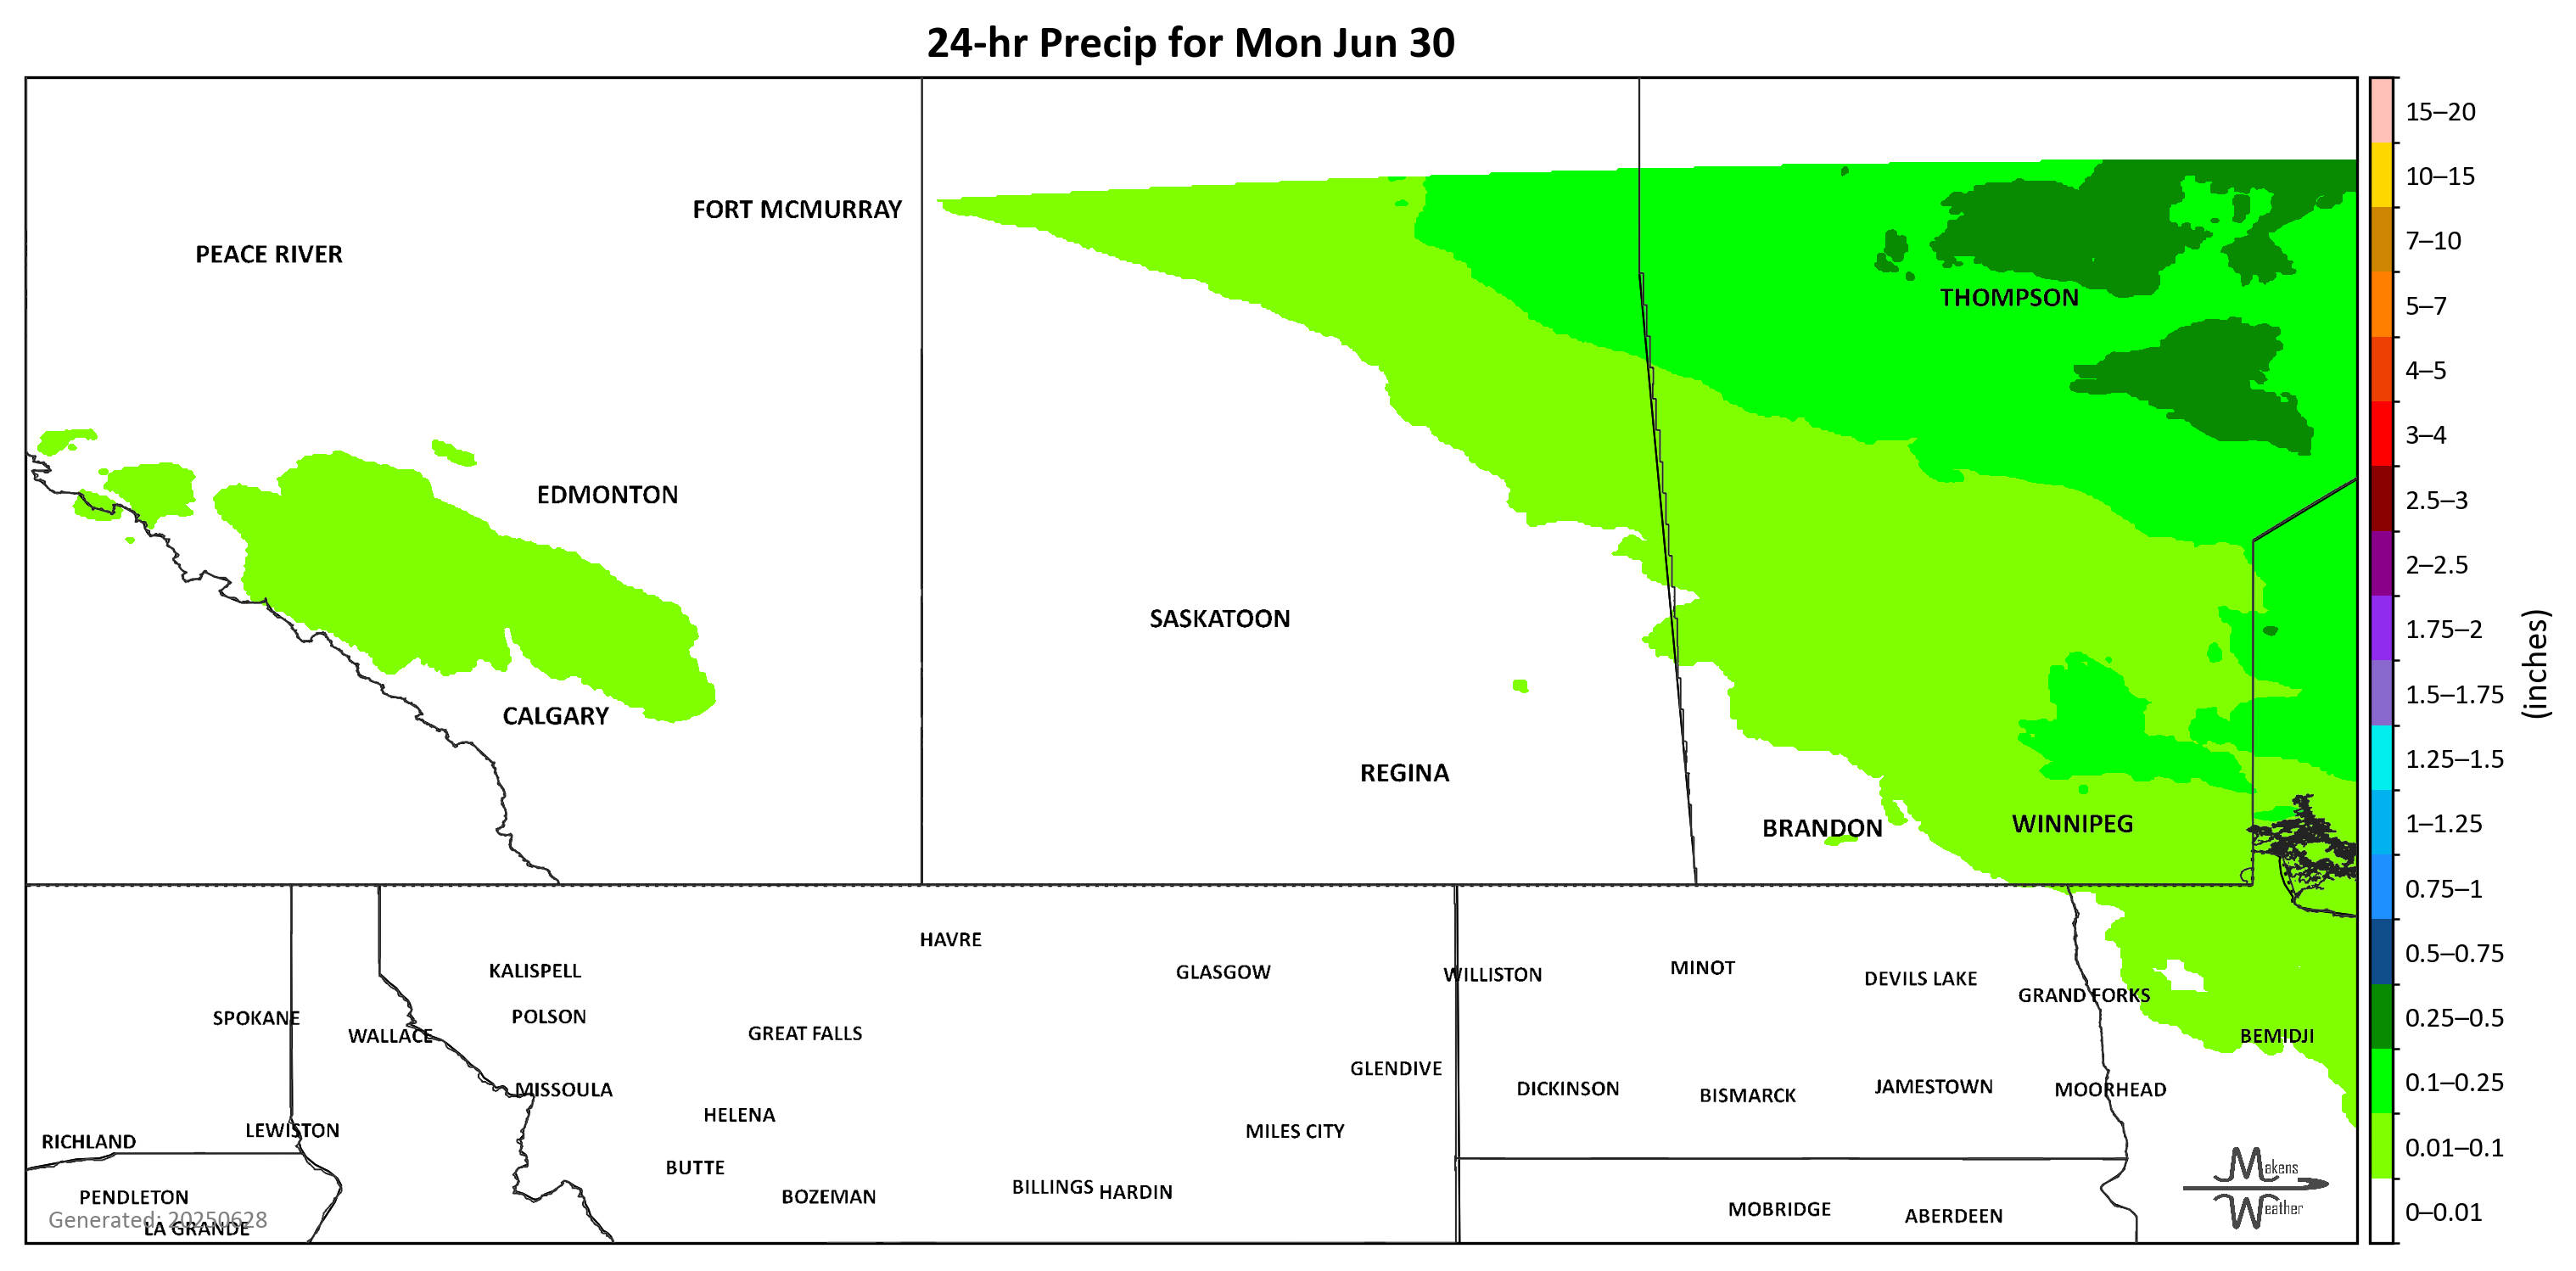 24-hr Precip for Mon Jun 30
FORT MCMURRAY
PEACE RIVER
THOMPSON
EDMONTON
SASKATOON
CALGARY
REGINA
BRANDON
WINNIPEG
HAVRE
KALISPELL
GLASGOW
WILLISTON
MINOT
DEVILS LAKE
GRAND FORKS
SPOKANE
POLSON
WALLACE
GREAT FALLS
BEMIDJI
GLENDIVE
MISSOULA
DICKINSON
BISMARCK
JAMESTOWN
MOORHEAD
HELENA
LEWISTON
MILES CITY
RICHLAND
BUTTE
PENDLETON
BOZEMAN
BILLINGS
HARDIN
MOBRIDGE
ABERDEEN
Generated: 20250628
LA GRANDE
Makens
Weather
15–20
10–15
7–10
5–7
4–5
3–4
2.5–3
2–2.5
1.75–2
1.5–1.75
1.25–1.5
1–1.25
0.75–1
0.5–0.75
0.25–0.5
0.1–0.25
0.01–0.1
0–0.01
(inches)